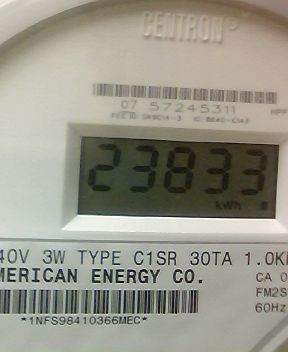 CENTRON®
07 57245311
23833
kWh
40V 3W TYPE C1SR 30TA 1.0K
MERICAN ENERGY CO.
CA 0
FM2S
60Hz
*1NFS98410366MEC*